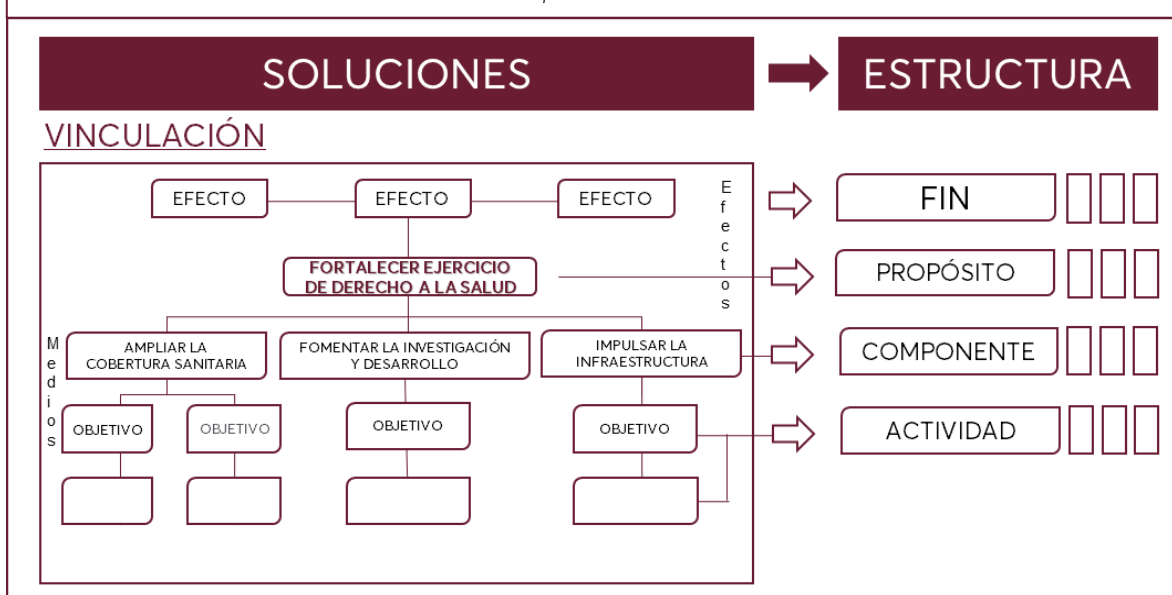 SOLUCIONES
ESTRUCTURA
VINCULACIÓN
EFECTO
EFECTO
EFECTO
Efectos
FIN
FORTALECER EJERCICIO
DE DERECHO A LA SALUD
PROPÓSITO
Medios
AMPLIAR LA
COBERTURA SANITARIA
FOMENTAR LA INVESTIGACIÓN
Y DESARROLLO
IMPULSAR LA
INFRAESTRUCTURA
COMPONENTE
OBJETIVO
OBJETIVO
OBJETIVO
OBJETIVO
ACTIVIDAD